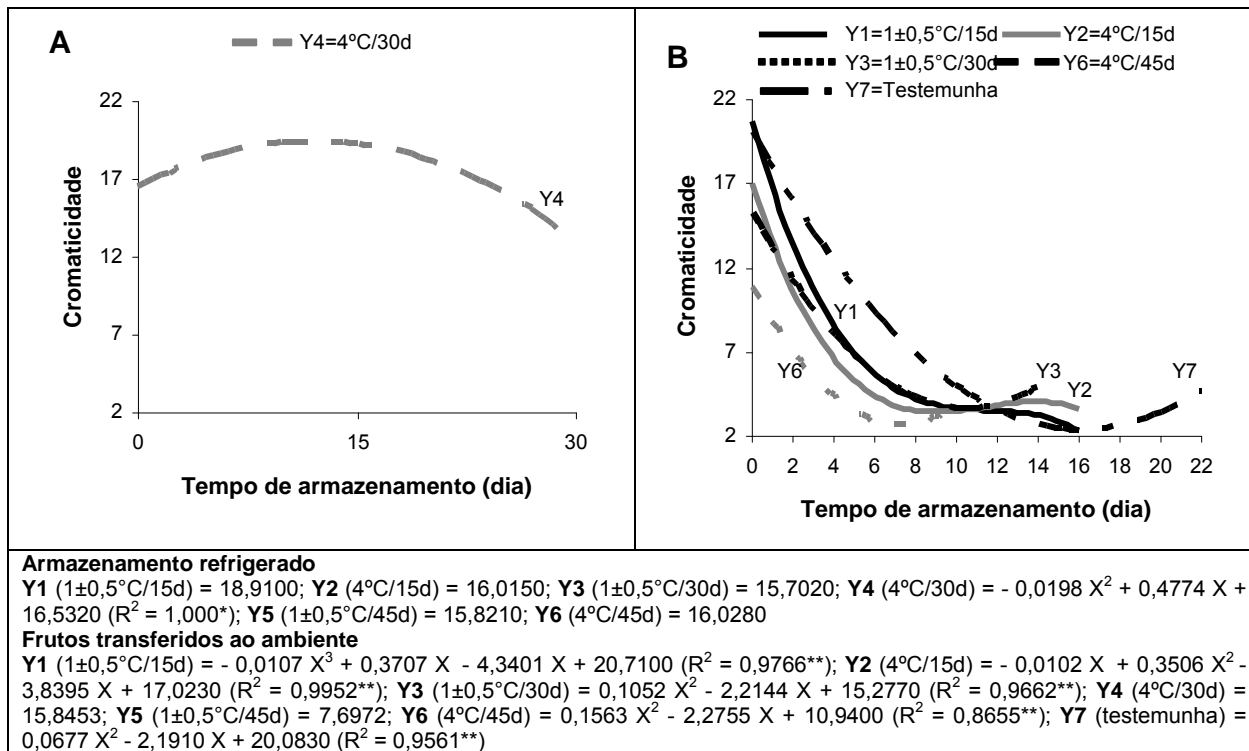 A
Y4=4ºC/30d
22
17
12
7
2
Cromaticidade
Y4
0 15 30
Tempo de armazenamento (dia)
B
Y1=1±0,5°C/15d Y2=4ºC/15d
Y3=1±0,5°C/30d Y6=4ºC/45d
Y7=Testemunha
22
17
12
7
2
Cromaticidade
Y1
Y6
Y3
Y2
Y7
0 2 4 6 8 10 12 14 16 18 20 22
Tempo de armazenamento (dia)
Armazenamento refrigerado
Y1 (1±0,5°C/15d) = 18,9100; Y2 (4ºC/15d) = 16,0150; Y3 (1±0,5°C/30d) = 15,7020; Y4 (4ºC/30d) = - 0,0198 X² + 0,4774 X +
16,5320 (R² = 1,000*); Y5 (1±0,5°C/45d) = 15,8210; Y6 (4ºC/45d) = 16,0280
Frutos transferidos ao ambiente
Y1 (1±0,5°C/15d) = - 0,0107 X³ + 0,3707 X - 4,3401 X + 20,7100 (R² = 0,9766**); Y2 (4ºC/15d) = - 0,0102 X + 0,3506 X² -
3,8395 X + 17,0230 (R² = 0,9952**); Y3 (1±0,5°C/30d) = 0,1052 X² - 2,2144 X + 15,2770 (R² = 0,9662**); Y4 (4ºC/30d) =
15,8453; Y5 (1±0,5°C/45d) = 7,6972; Y6 (4ºC/45d) = 0,1563 X² - 2,2755 X + 10,9400 (R² = 0,8655**); Y7 (testemunha) =
0,0677 X² - 2,1910 X + 20,0830 (R² = 0,9561**)